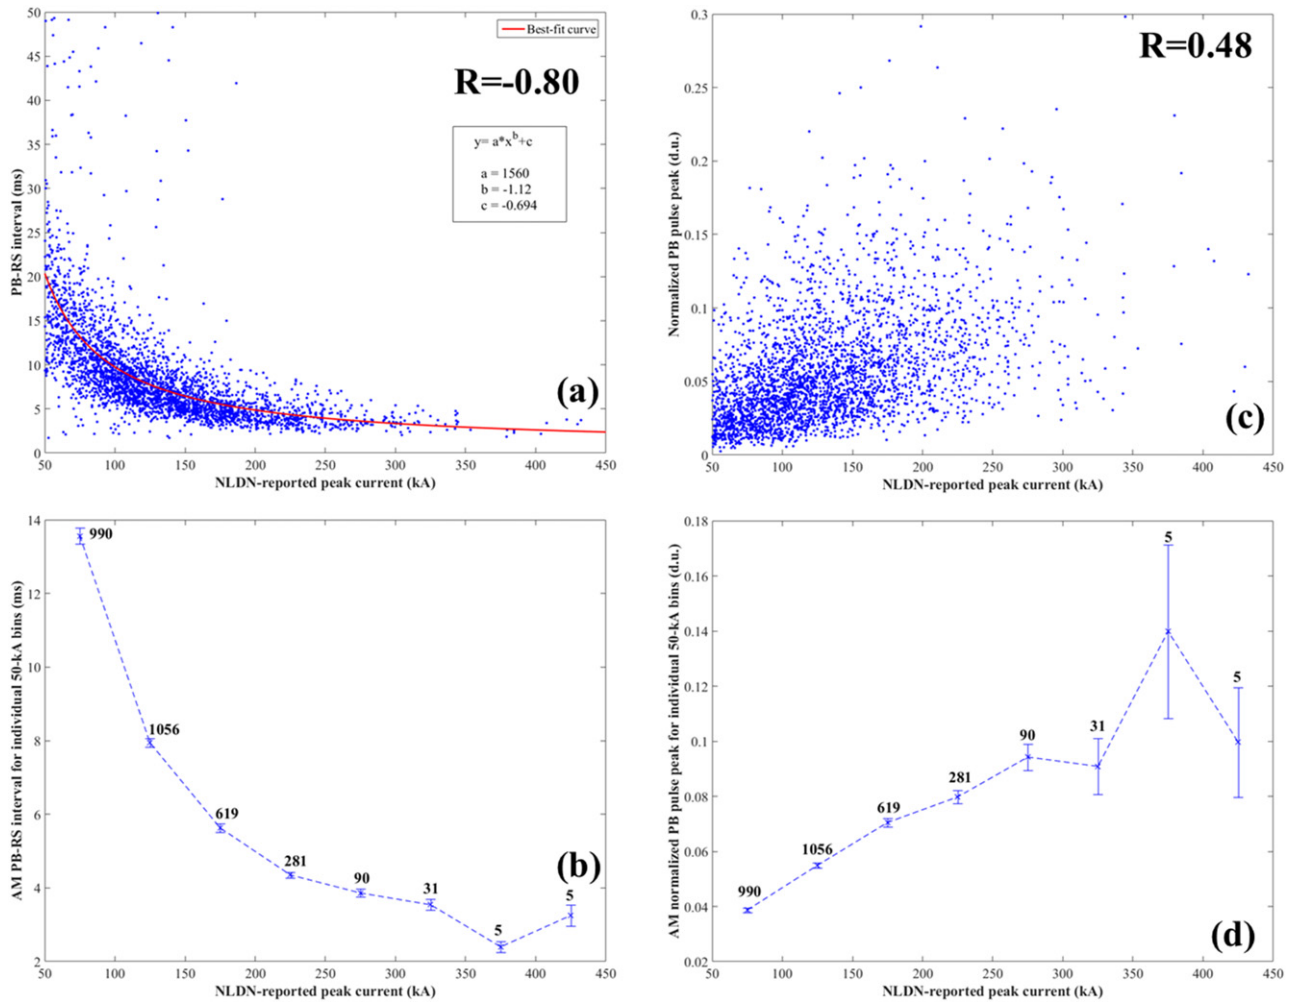 50
45
40
35
30
25
20
15
10
5
0
PB-RS interval (ms)
Best-fit curve
R=-0.80
y= a*x^b+c
a = 1560
b = -1.12
c = -0.694
(a)
50 100 150 200 250 300 350 400 450
NLDN-reported peak current (kA)
0.3
0.25
0.2
0.15
0.1
0.05
0
Normalized PB pulse peak (d.u.)
R=0.48
(c)
50 100 150 200 250 300 350 400 450
NLDN-reported peak current (kA)
14
12
10
8
6
4
2
AM PB-RS interval for individual 50-kA bins (ms)
990
1056
619
281
90
31
5
5
(b)
50 100 150 200 250 300 350 400 450
NLDN-reported peak current (kA)
0.18
0.16
0.14
0.12
0.1
0.08
0.06
0.04
0.02
AM normalized PB pulse peak for individual 50-kA bins (d.u.)
990
1056
619
281
90
31
5
5
(d)
50 100 150 200 250 300 350 400 450
NLDN-reported peak current (kA)